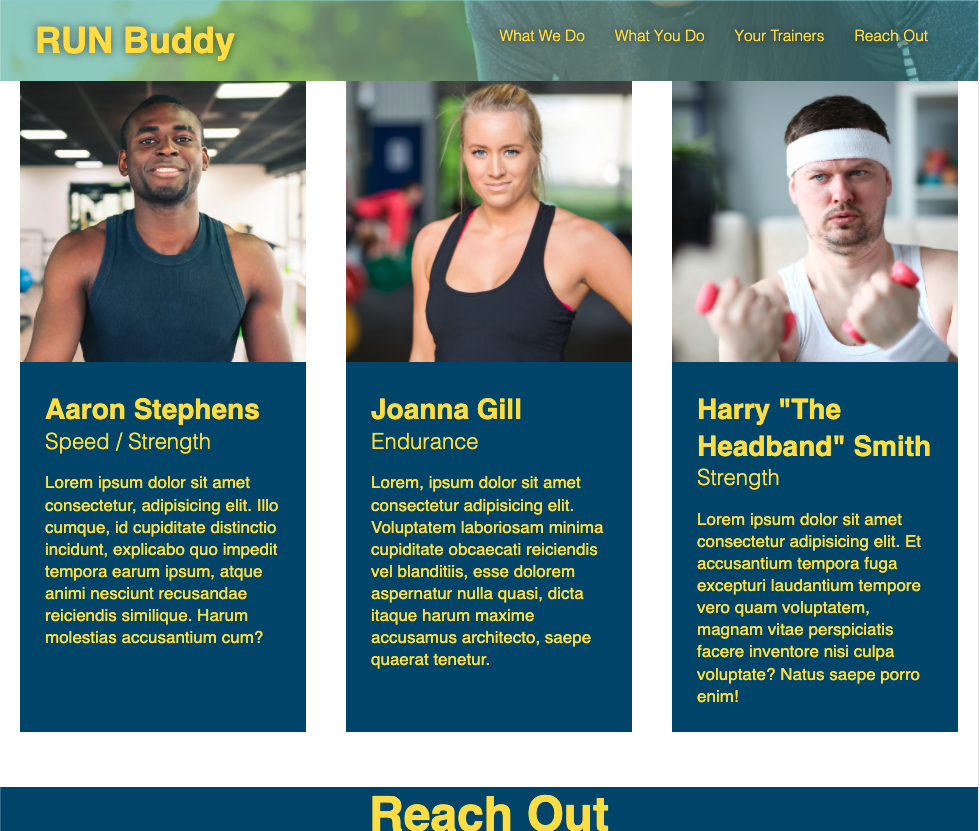 RUN Buddy
What We Do
What You Do
Your Trainers
Reach Out
Aaron Stephens
Speed / Strength
Lorem ipsum dolor sit amet
consectetur, adipisicing elit. Illo
cumque, id cupiditate distinctio
incidunt, explicabo quo impedit
tempora earum ipsum, atque
animi nesciunt recusandae
reiciendis similique. Harum
molestias accusantium cum?
Joanna Gill
Endurance
Lorem, ipsum dolor sit amet
consectetur adipisicing elit.
Voluptatem laboriosam minima
cupiditate obcaecati reiciendis
vel blanditiis, esse dolorem
aspernatur nulla quasi, dicta
itaque harum maxime
accusamus architecto, saepe
quaerat tenetur.
Harry "The
Headband" Smith
Strength
Lorem ipsum dolor sit amet
consectetur adipisicing elit. Et
accusantium tempora fuga
excepturi laudantium tempore
vero quam voluptatem,
magnam vitae perspiciatis
facere inventore nisi culpa
voluptate? Natus saepe porro
enim!
Reach Out